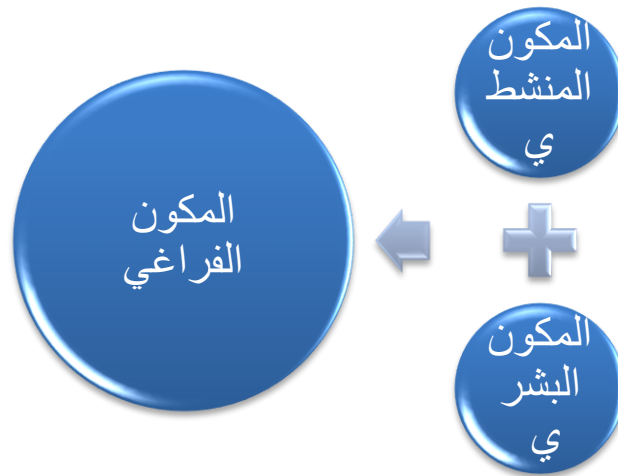 المكون
المنشط
ي
المكون
البشر
ي
المكون
الفراغي